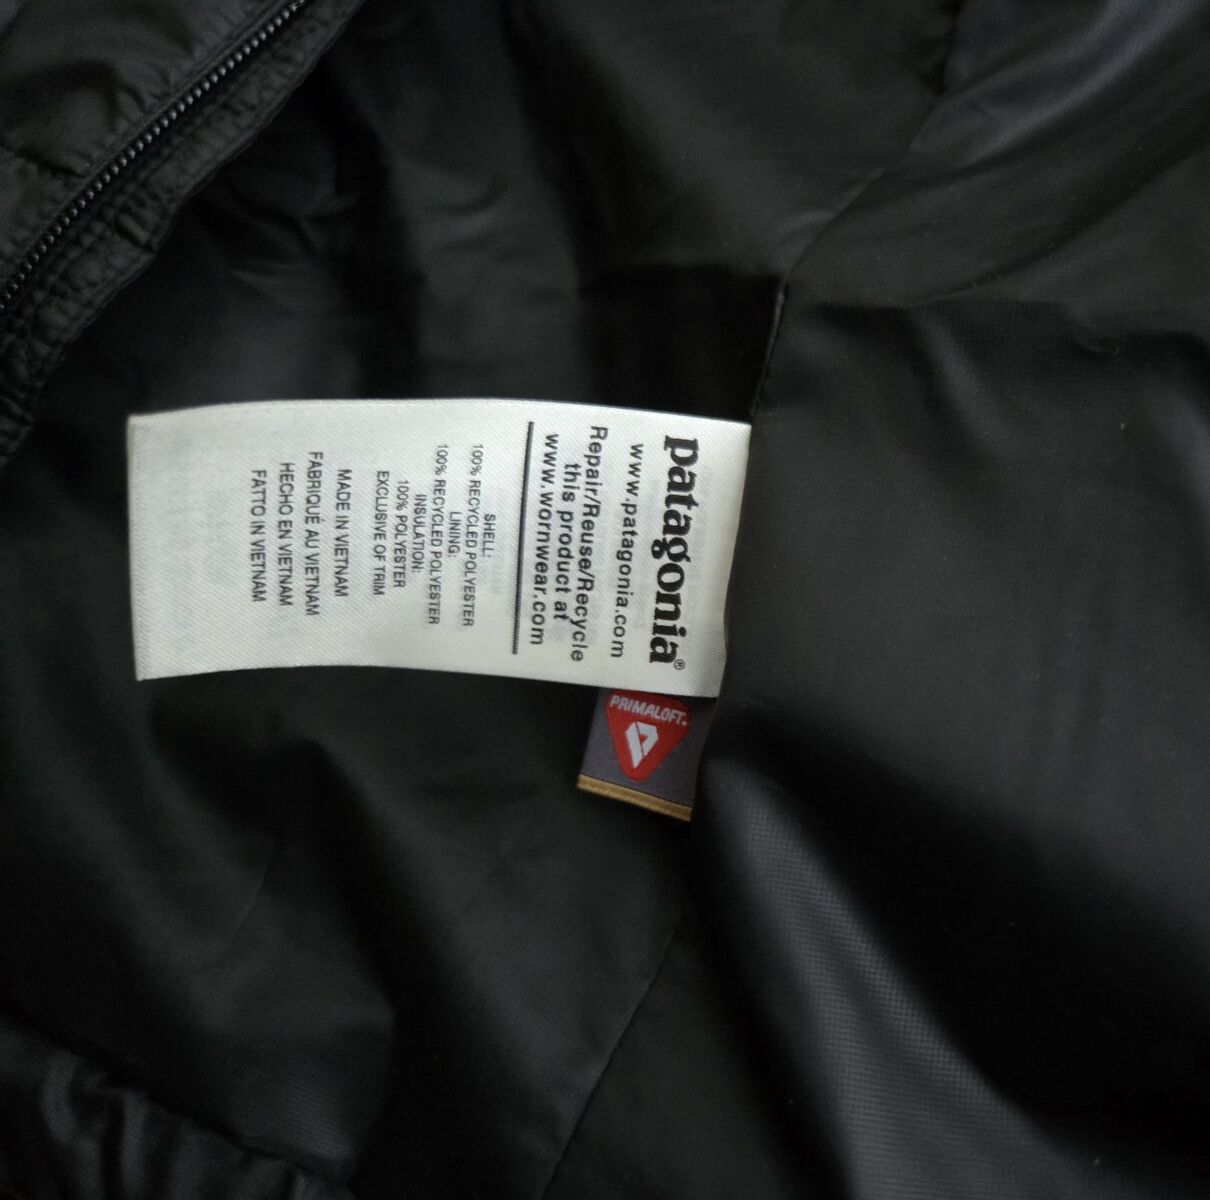 patagonia®
www.patagonia.com
Repair/Reuse/Recycle
this product at
www.wornwear.com
SHELL:
100% RECYCLED POLYESTER
LINING:
100% RECYCLED POLYESTER
INSULATION:
100% POLYESTER
EXCLUSIVE OF TRIM
MADE IN VIETNAM
FABRIQUÉ AU VIETNAM
HECHO EN VIETNAM
FATTO IN VIETNAM
PRIMALOFT®